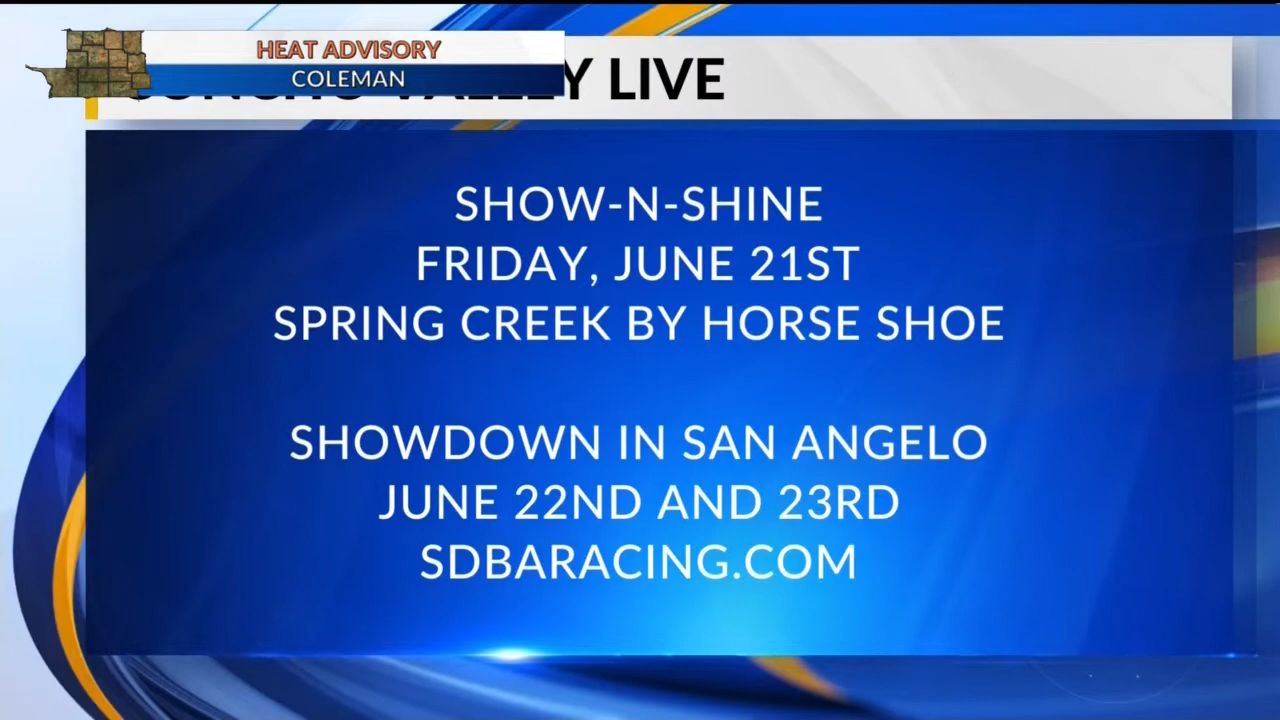 HEAT ADVISORY
COLEMAN
LIVE
SHOW-N-SHINE
FRIDAY, JUNE 21ST
SPRING CREEK BY HORSE SHOE
SHOWDOWN IN SAN ANGELO
JUNE 22ND AND 23RD
SDBARACING.COM